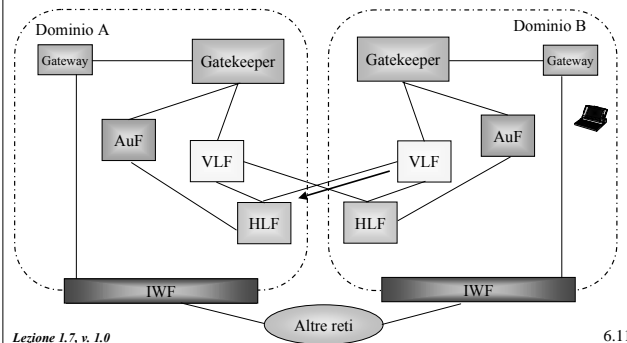 Dominio A
Dominio B
Gateway
Gatekeeper
Gatekeeper
Gateway
AuF
VLF
VLF
AuF
HLF
HLF
IWF
IWF
Altre reti
Lezione 1.7, v. 1.0